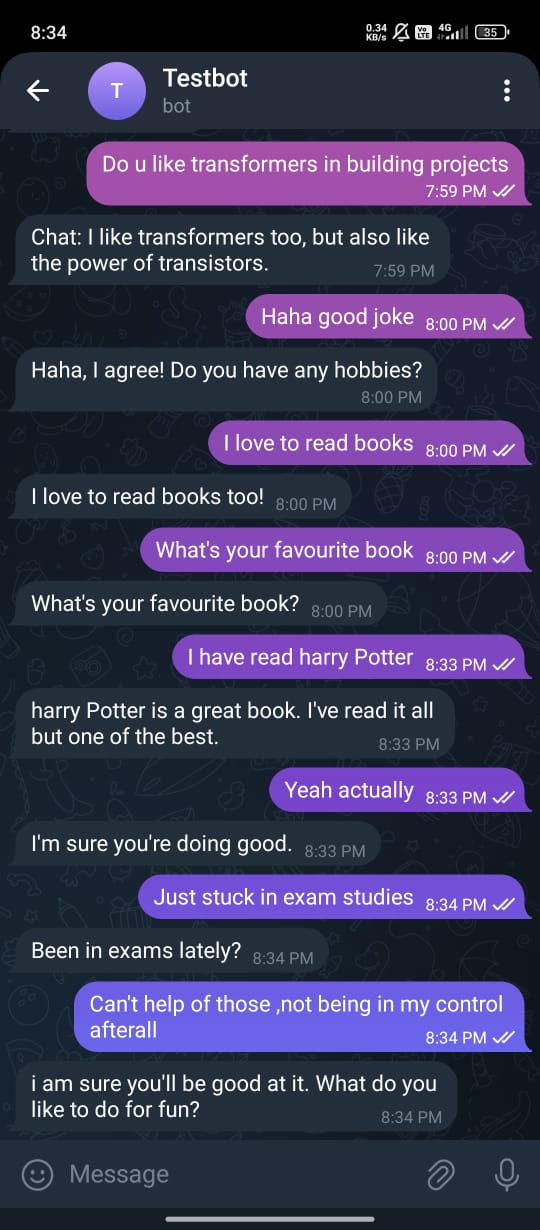 8:34
0.34 KB/s Vo LTE 4G 35
T
Testbot
bot
Do u like transformers in building projects
7:59 PM
Chat: I like transformers too, but also like
the power of transistors.
7:59 PM
Haha good joke 8:00 PM
Haha, I agree! Do you have any hobbies?
8:00 PM
I love to read books 8:00 PM
I love to read books too! 8:00 PM
What's your favourite book 8:00 PM
What's your favourite book? 8:00 PM
I have read harry Potter 8:33 PM
harry Potter is a great book. I've read it all
but one of the best.
8:33 PM
Yeah actually 8:33 PM
I'm sure you're doing good. 8:33 PM
Just stuck in exam studies 8:34 PM
Been in exams lately? 8:34 PM
Can't help of those ,not being in my control
afterall
8:34 PM
i am sure you'll be good at it. What do you
like to do for fun?
8:34 PM
Message